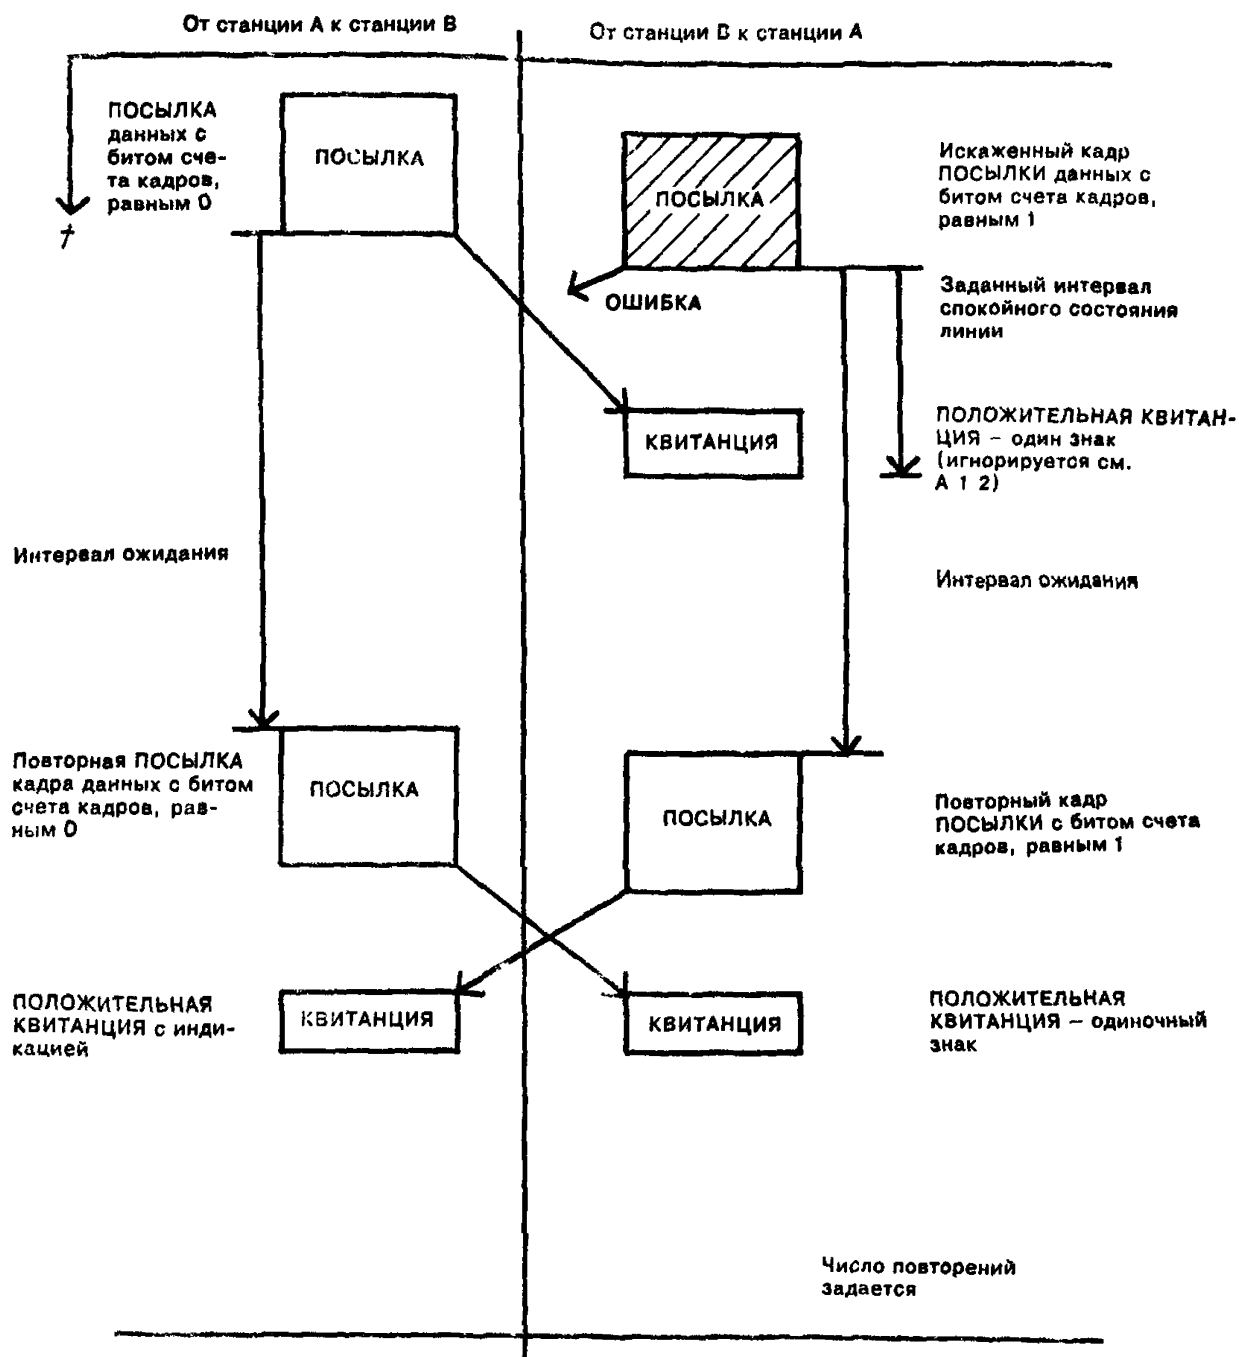 От станции А к станции В
От станции В к станции А
ПОСЫЛКА
данных с
битом сче-
та кадров,
равным 0
t
ПОСЫЛКА
ПОСЫЛКА
Искаженный кадр
ПОСЫЛКИ данных с
битом счета кадров,
равным 1
ОШИБКА
Заданный интервал
спокойного состояния
линии
КВИТАНЦИЯ
ПОЛОЖИТЕЛЬНАЯ КВИТАН-
ЦИЯ – один знак
(игнорируется см.
А 1 2)
Интервал ожидания
Интервал ожидания
Повторная ПОСЫЛКА
кадра данных с битом
счета кадров, рав-
ным 0
ПОСЫЛКА
ПОСЫЛКА
Повторный кадр
ПОСЫЛКИ с битом счета
кадров, равным 1
ПОЛОЖИТЕЛЬНАЯ
КВИТАНЦИЯ с инди-
кацией
КВИТАНЦИЯ
КВИТАНЦИЯ
ПОЛОЖИТЕЛЬНАЯ
КВИТАНЦИЯ – одиночный
знак
Число повторений
задается